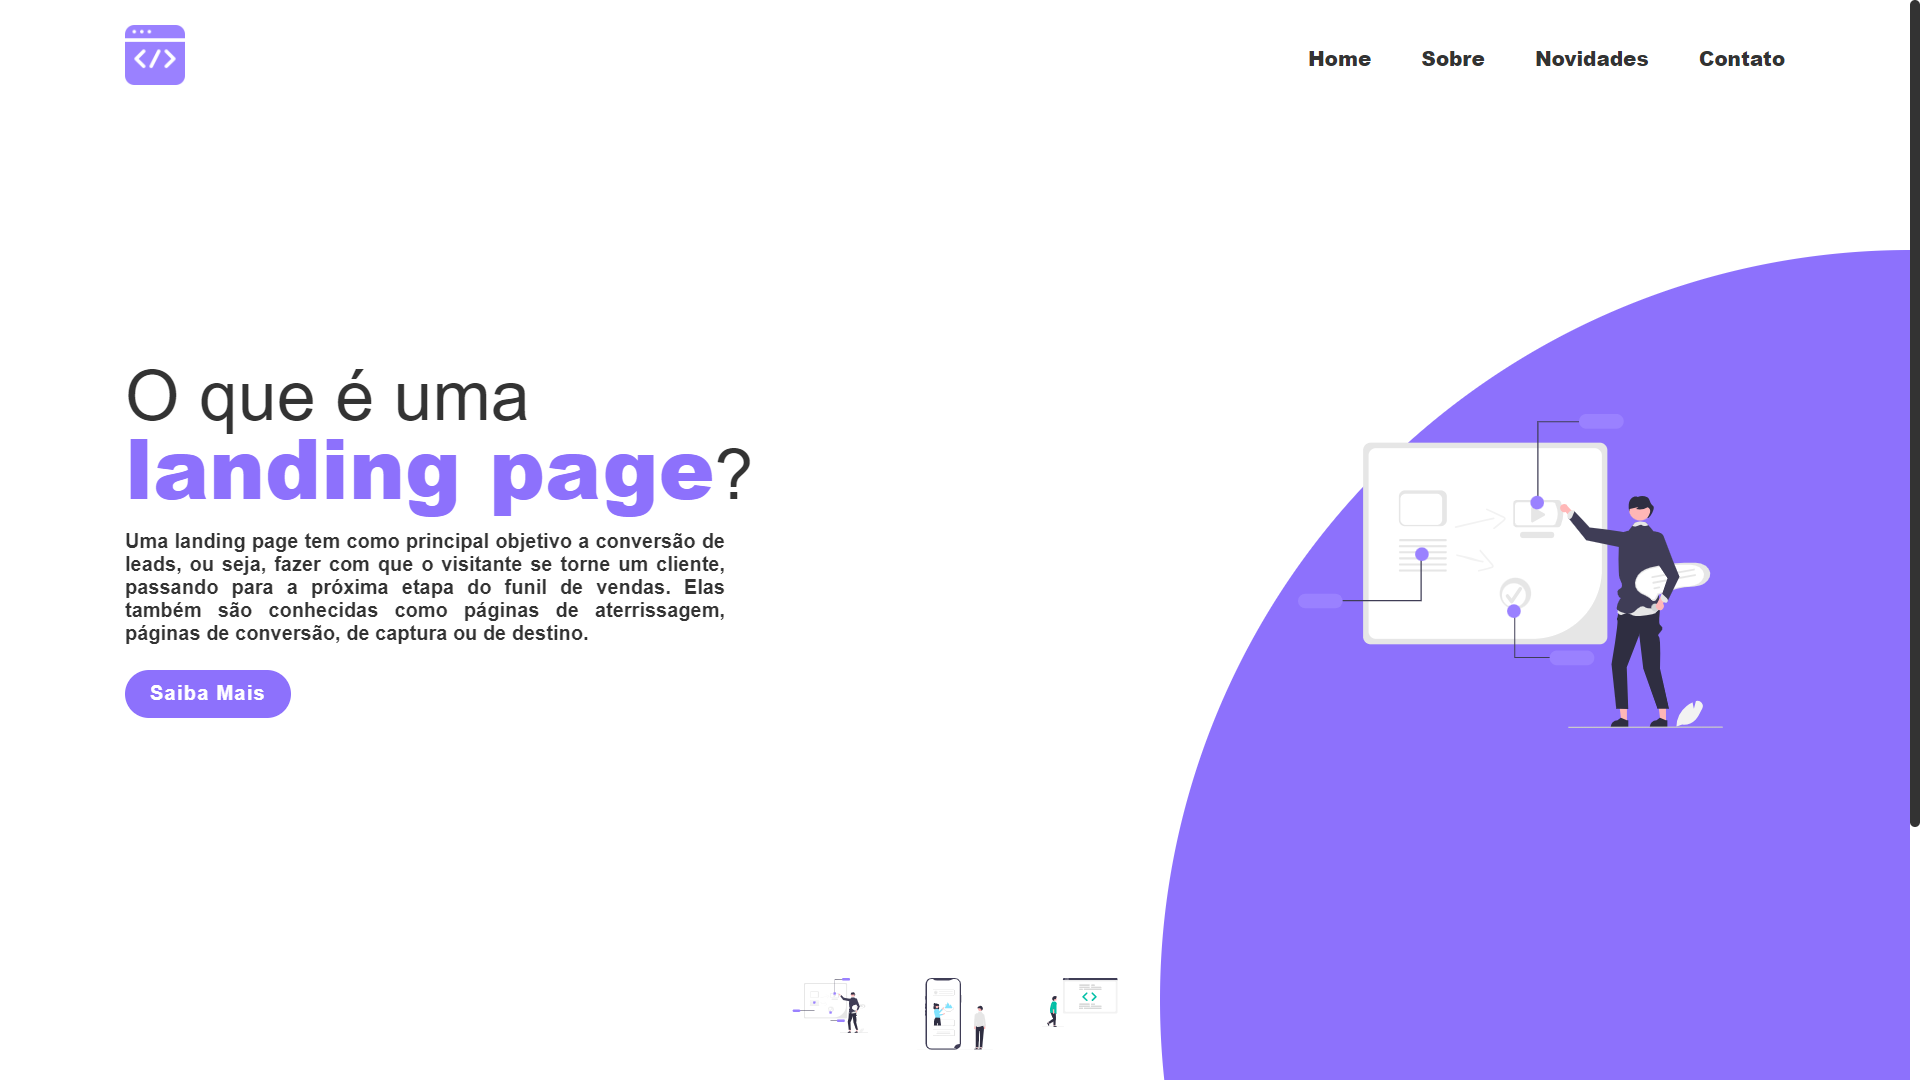 Home Sobre Novidades Contato
O que é uma
landing page?
Uma landing page tem como principal objetivo a conversão de
leads, ou seja, fazer com que o visitante se torne um cliente,
passando para a próxima etapa do funil de vendas. Elas
também são conhecidas como páginas de aterrissagem,
páginas de conversão, de captura ou de destino.
Saiba Mais